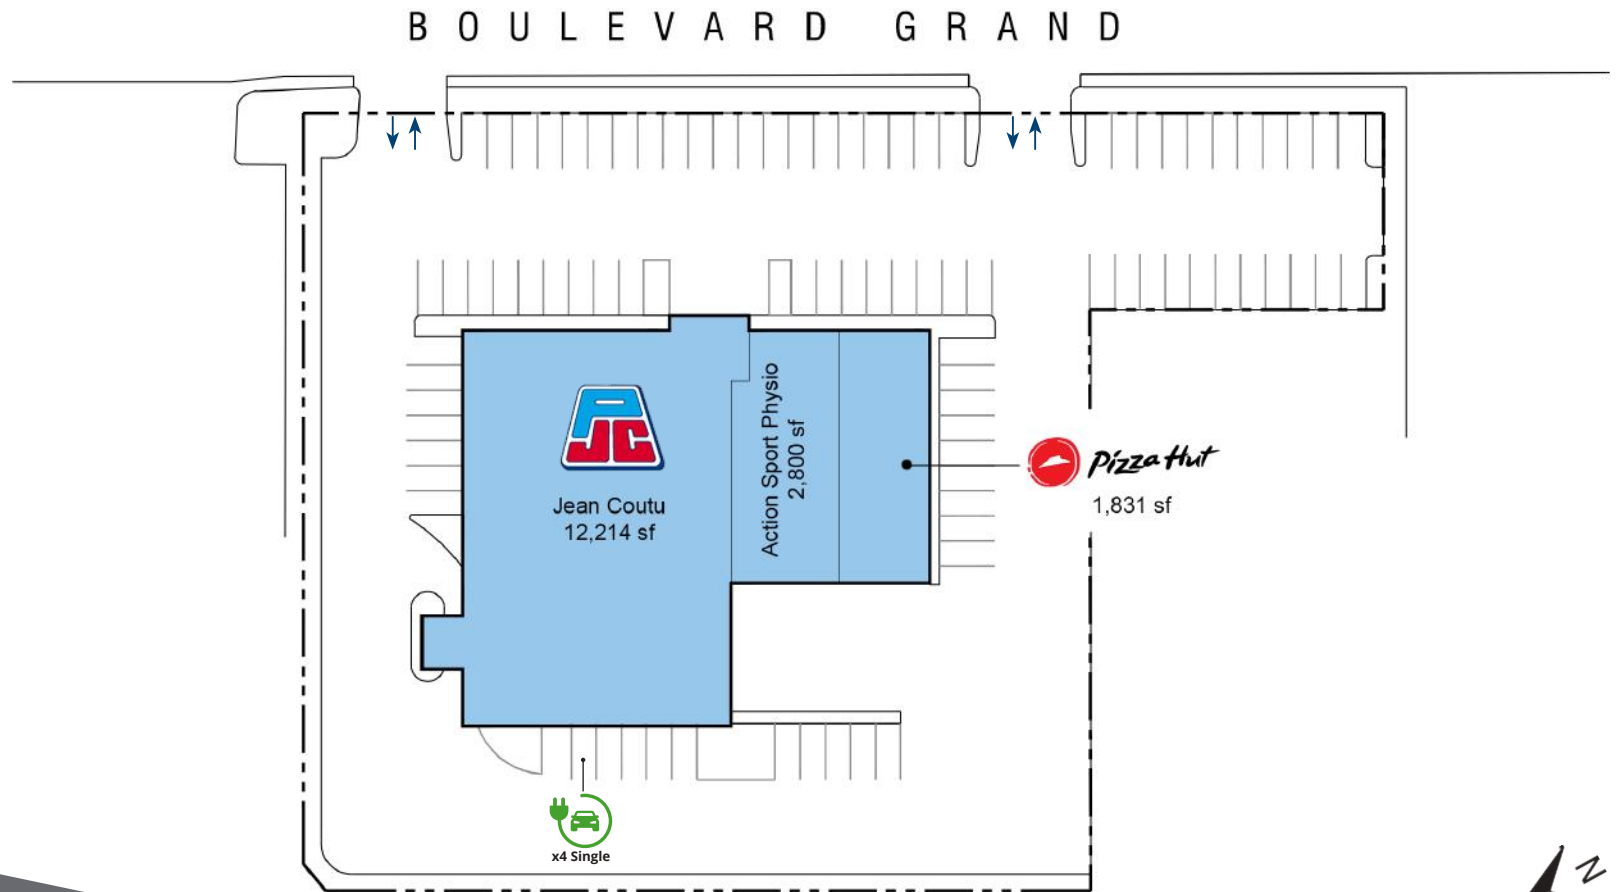 BOULEVARD GRAND
PJC
Jean Coutu
12,214 sf
Action Sport Physio
2,800 sf
Pizza Hut
1,831 sf
x4 Single
N